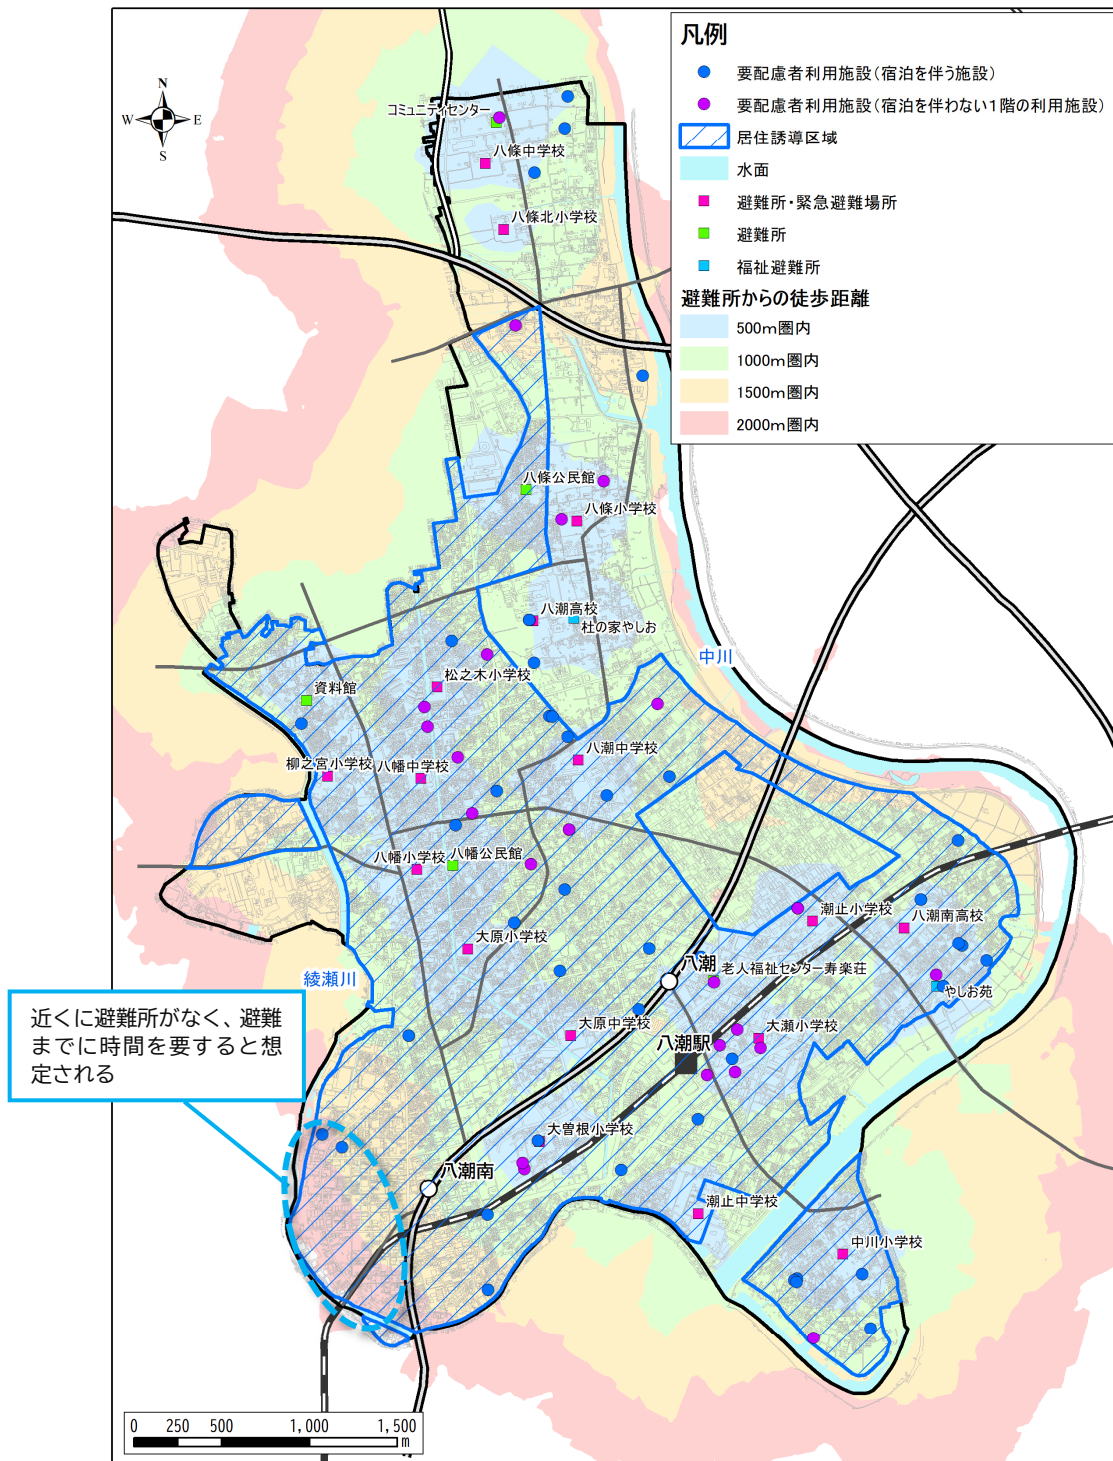 凡例
要配慮者利用施設(宿泊を伴う施設)
要配慮者利用施設(宿泊を伴わない1階の利用施設)
居住誘導区域
水面
避難所・緊急避難場所
避難所
福祉避難所
避難所からの徒歩距離
500m圏内
1000m圏内
1500m圏内
2000m圏内
N
W
E
S
コミュニティセンター
八條中学校
八條北小学校
八條公民館
八條小学校
八潮高校
杜の家やしお
中川
松之木小学校
資料館
柳之宮小学校
八幡中学校
八潮中学校
八幡小学校
八幡公民館
潮止小学校
八潮南高校
大原小学校
八潮
老人福祉センター寿楽荘
やしお苑
綾瀬川
大原中学校
大瀬小学校
八潮駅
近くに避難所がなく、避難
までに時間を要すると想
定される
大曽根小学校
八潮南
潮止中学校
中川小学校
0 250 500 1,000 1,500
m